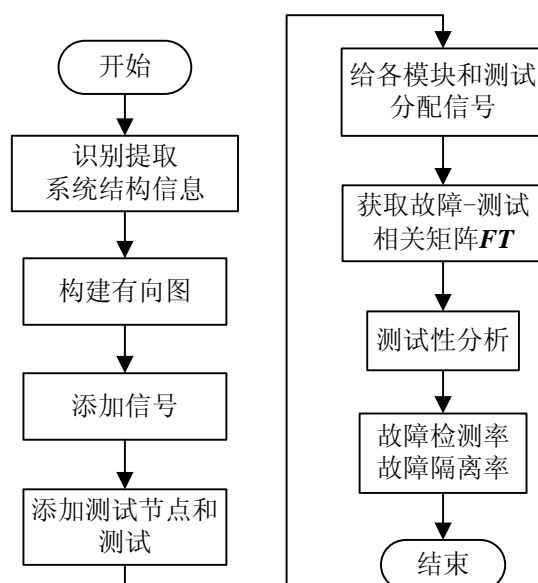 开始
识别提取
系统结构信息
构建有向图
添加信号
添加测试节点和
测试
给各模块和测试
分配信号
获取故障-测试
相关矩阵FT
测试性分析
故障检测率
故障隔离率
结束